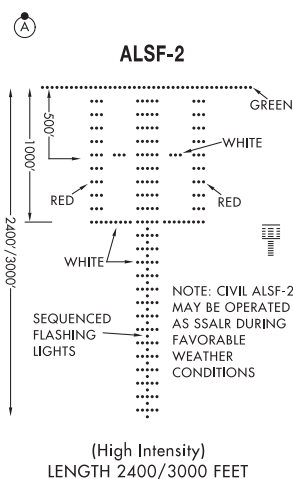 A
ALSF-2
GREEN
500'
1000'
WHITE
RED
RED
2400'/3000'
WHITE
SEQUENCED
FLASHING
LIGHTS
NOTE: CIVIL ALSF-2
MAY BE OPERATED
AS SSALR DURING
FAVORABLE
WEATHER
CONDITIONS
(High Intensity)
LENGTH 2400/3000 FEET